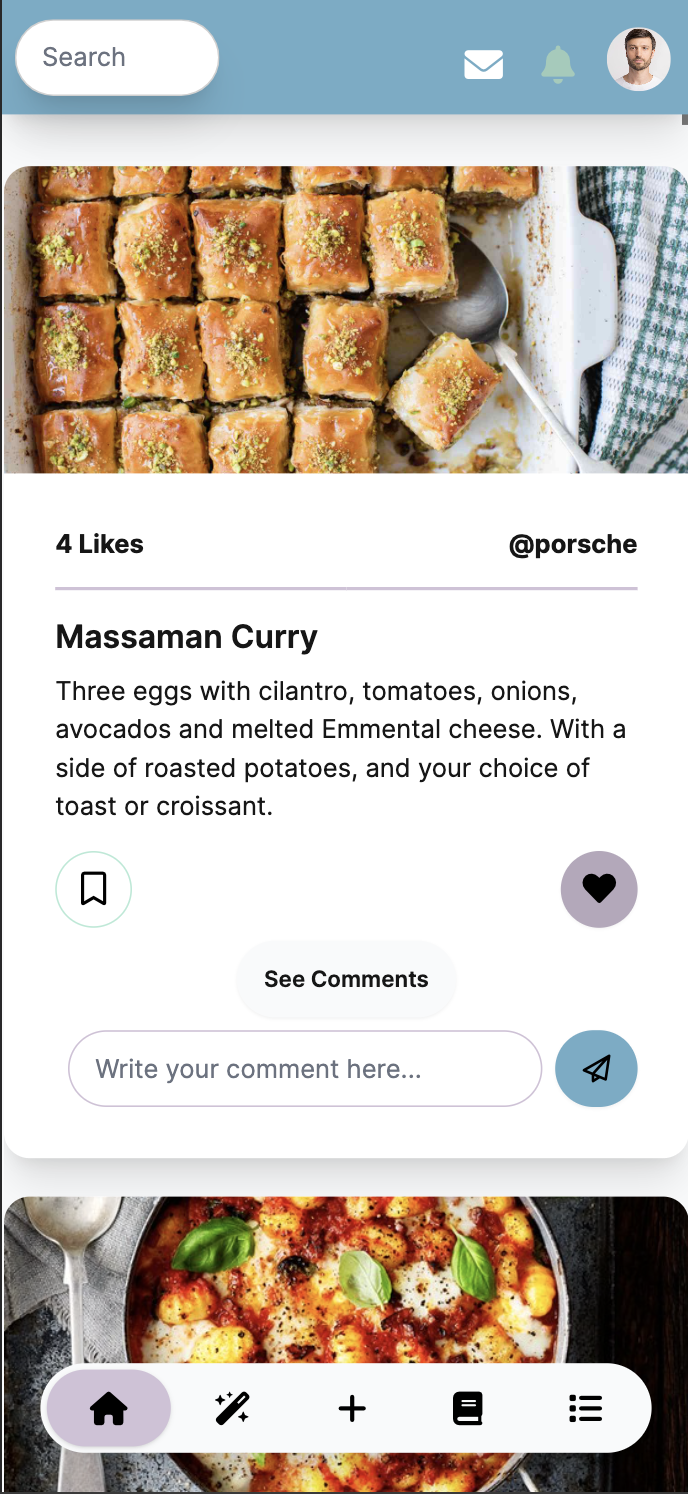 Search
4 Likes
@porsche
Massaman Curry
Three eggs with cilantro, tomatoes, onions,
avocados and melted Emmental cheese. With a
side of roasted potatoes, and your choice of
toast or croissant.
See Comments
Write your comment here...